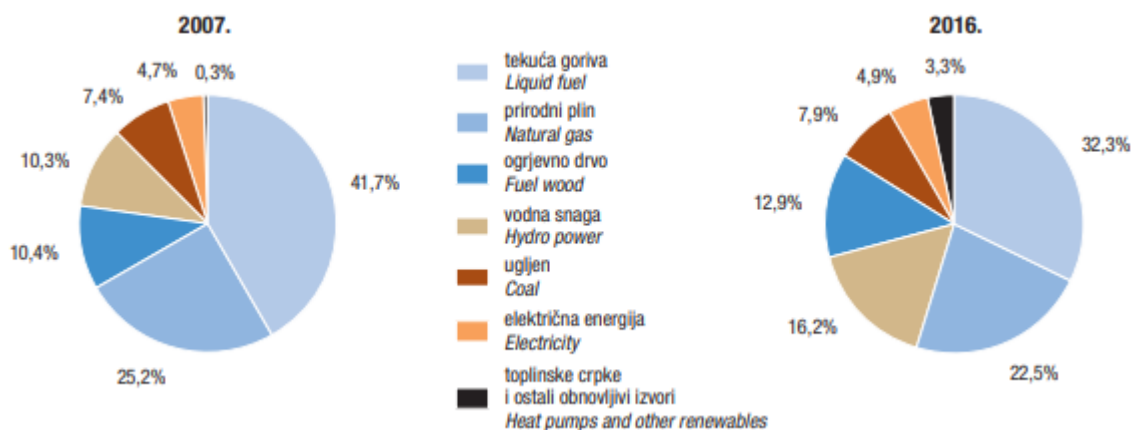 2007.
4,7%
0,3%
7,4%
10,3%
41,7%
10,4%
25,2%
tekuća goriva
Liquid fuel
prirodni plin
Natural gas
ogrjevno drvo
Fuel wood
vodna snaga
Hydro power
ugljen
Coal
električna energija
Electricity
toplinske crpke
i ostali obnovljivi izvori
Heat pumps and other renewables
2016.
4,9%
3,3%
7,9%
32,3%
12,9%
16,2%
22,5%